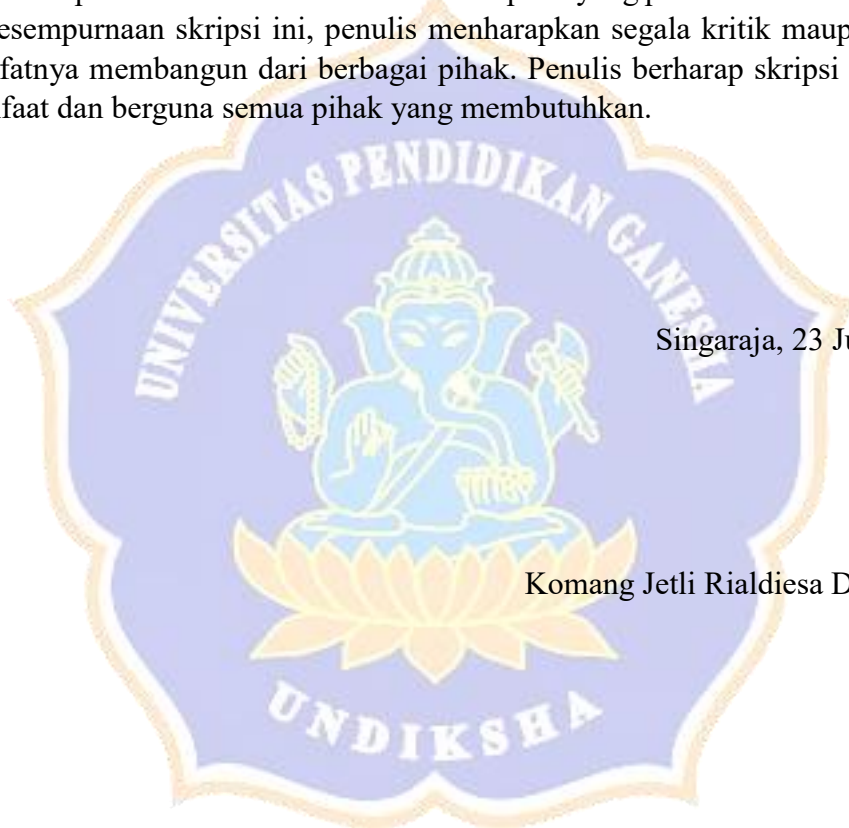 esempurnaan skripsi ini, penulis menharapkan segala kritik maup
fatnya membangun dari berbagai pihak. Penulis berharap skripsi
faat dan berguna semua pihak yang membutuhkan.
UNIVERSITAS PENDIDIKAN GANESHA
Singaraja, 23 Ju
Komang Jetli Rialdiesa D
UNDIKSHA